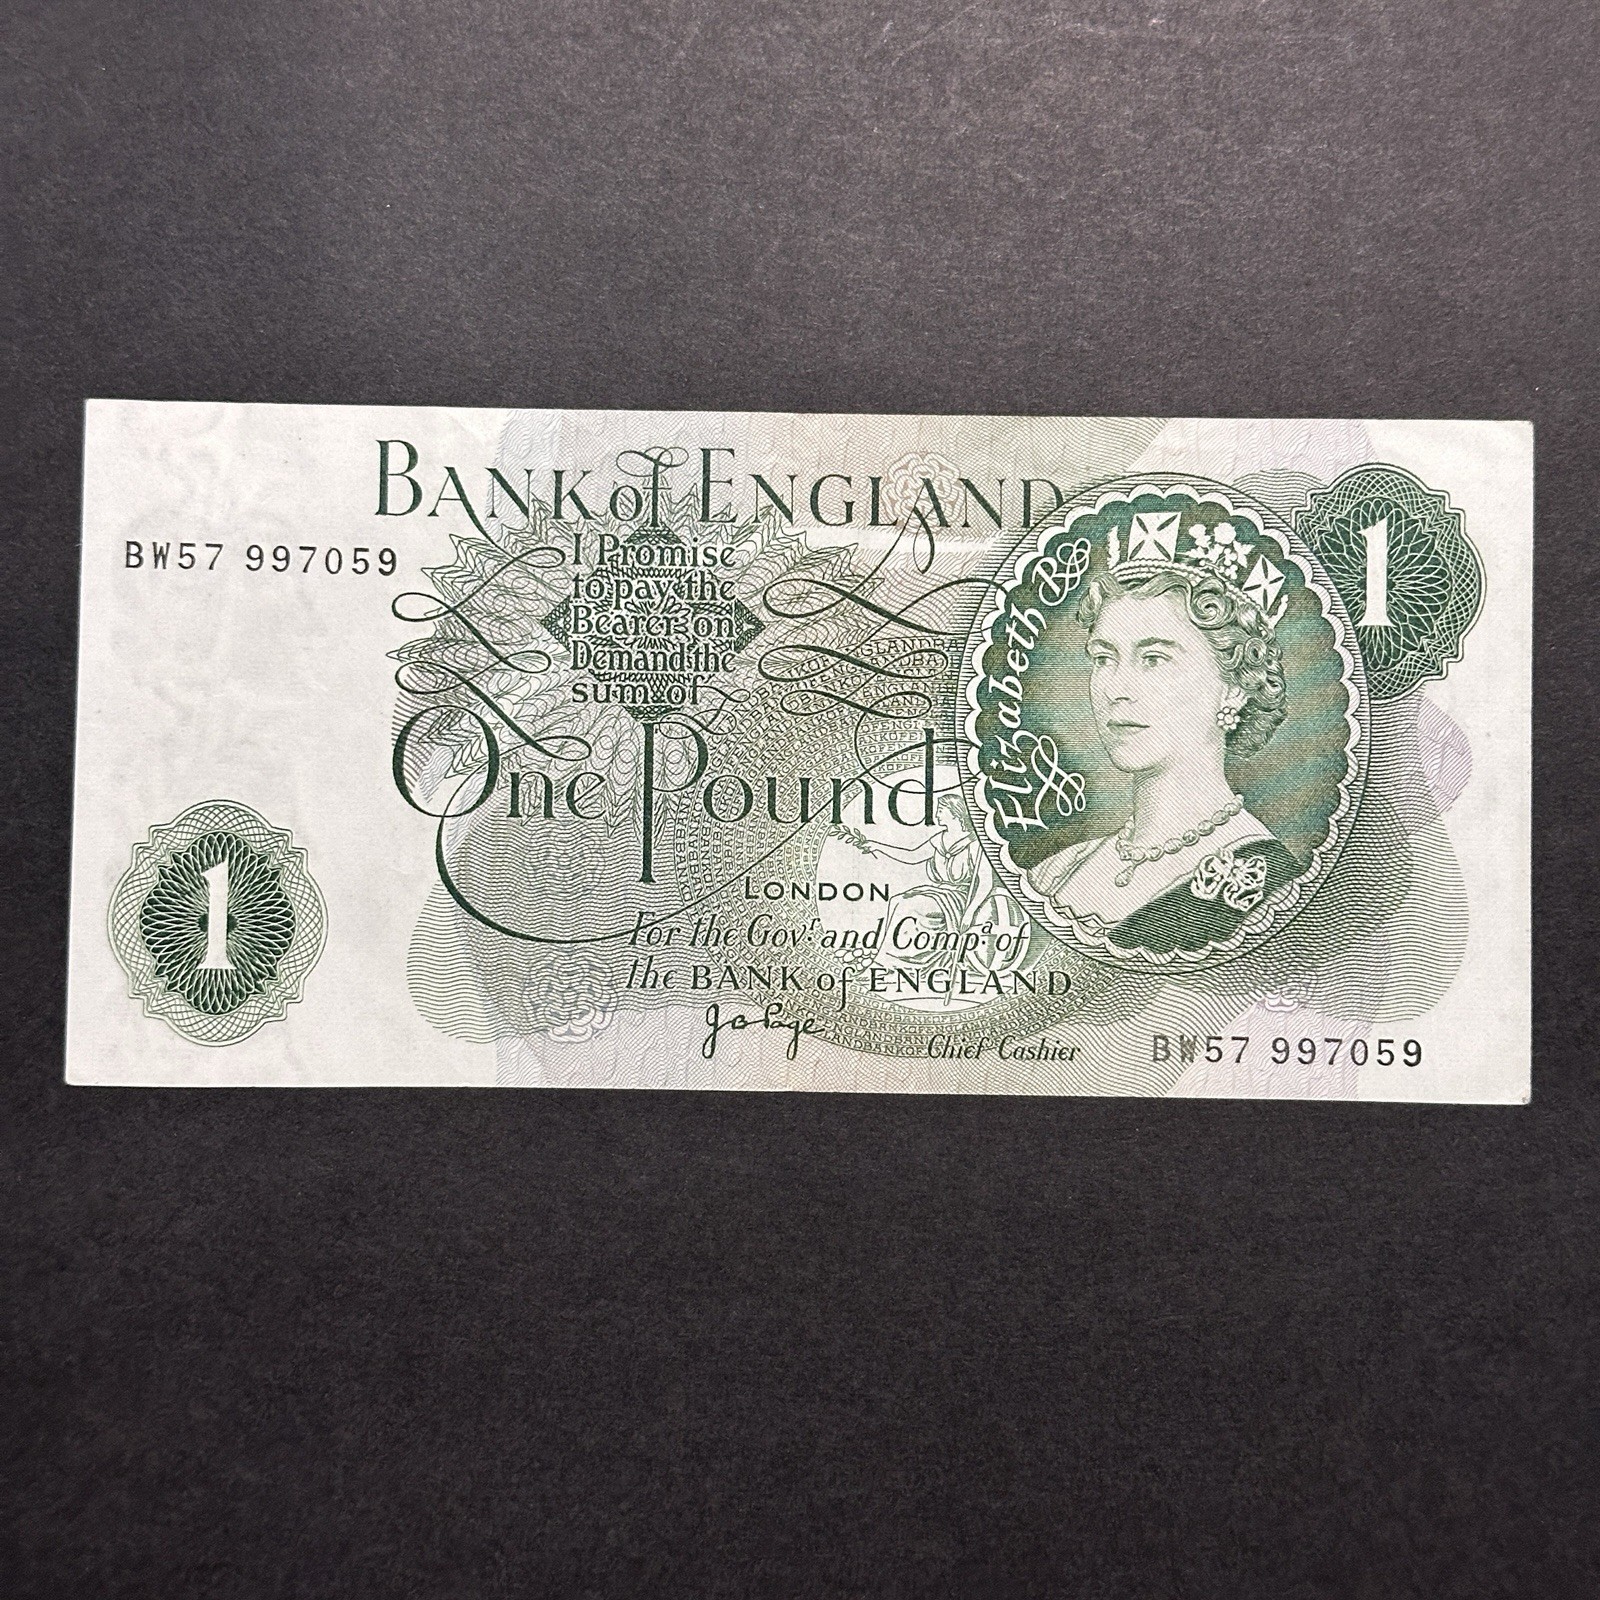 BANK of ENGLAND
1
BW57 997059
I Promise
to pay the
Bearer on
Demand the
sum of
One Pound
Elizabeth R
1
LONDON
For the Govr. and Compa. of
the BANK of ENGLAND
J B Page
Chief Cashier
BW57 997059